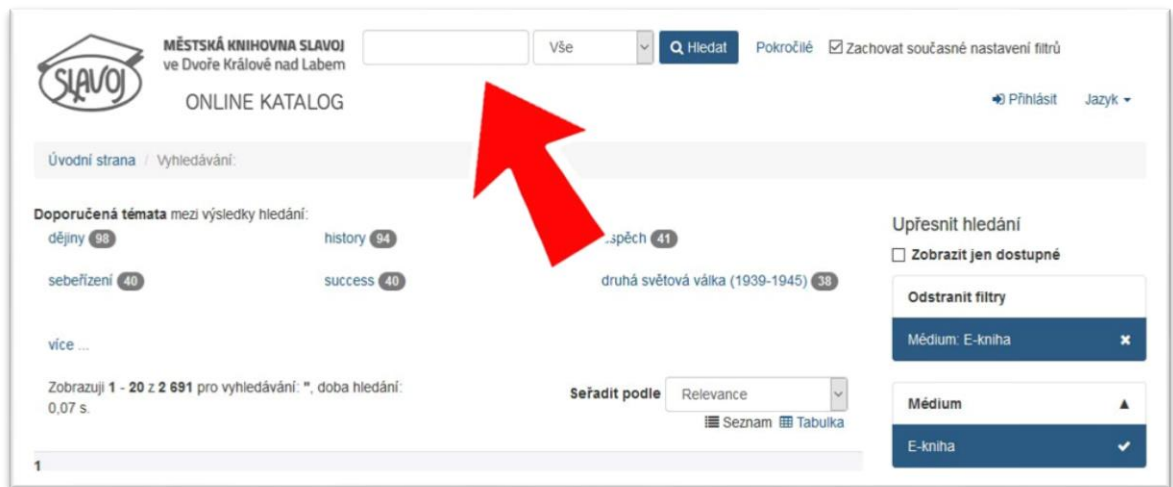 SLAVOJ
MĚSTSKÁ KNIHOVNA SLAVOJ
ve Dvoře Králové nad Labem
ONLINE KATALOG
Vše
Hledat
Pokročilé
Zachovat současné nastavení filtrů
Přihlásit
Jazyk
Úvodní strana / Vyhledávání:
Doporučená témata mezi výsledky hledání:
dějiny 98
history 94
spěch 41
sebeřízení 40
success 40
druhá světová válka (1939-1945) 38
více ...
Zobrazuji 1 - 20 z 2 691 pro vyhledávání: '', doba hledání:
0,07 s.
Seřadit podle
Relevance
Seznam
Tabulka
1
Upřesnit hledání
Zobrazit jen dostupné
Odstranit filtry
Médium: E-kniha
Médium
E-kniha